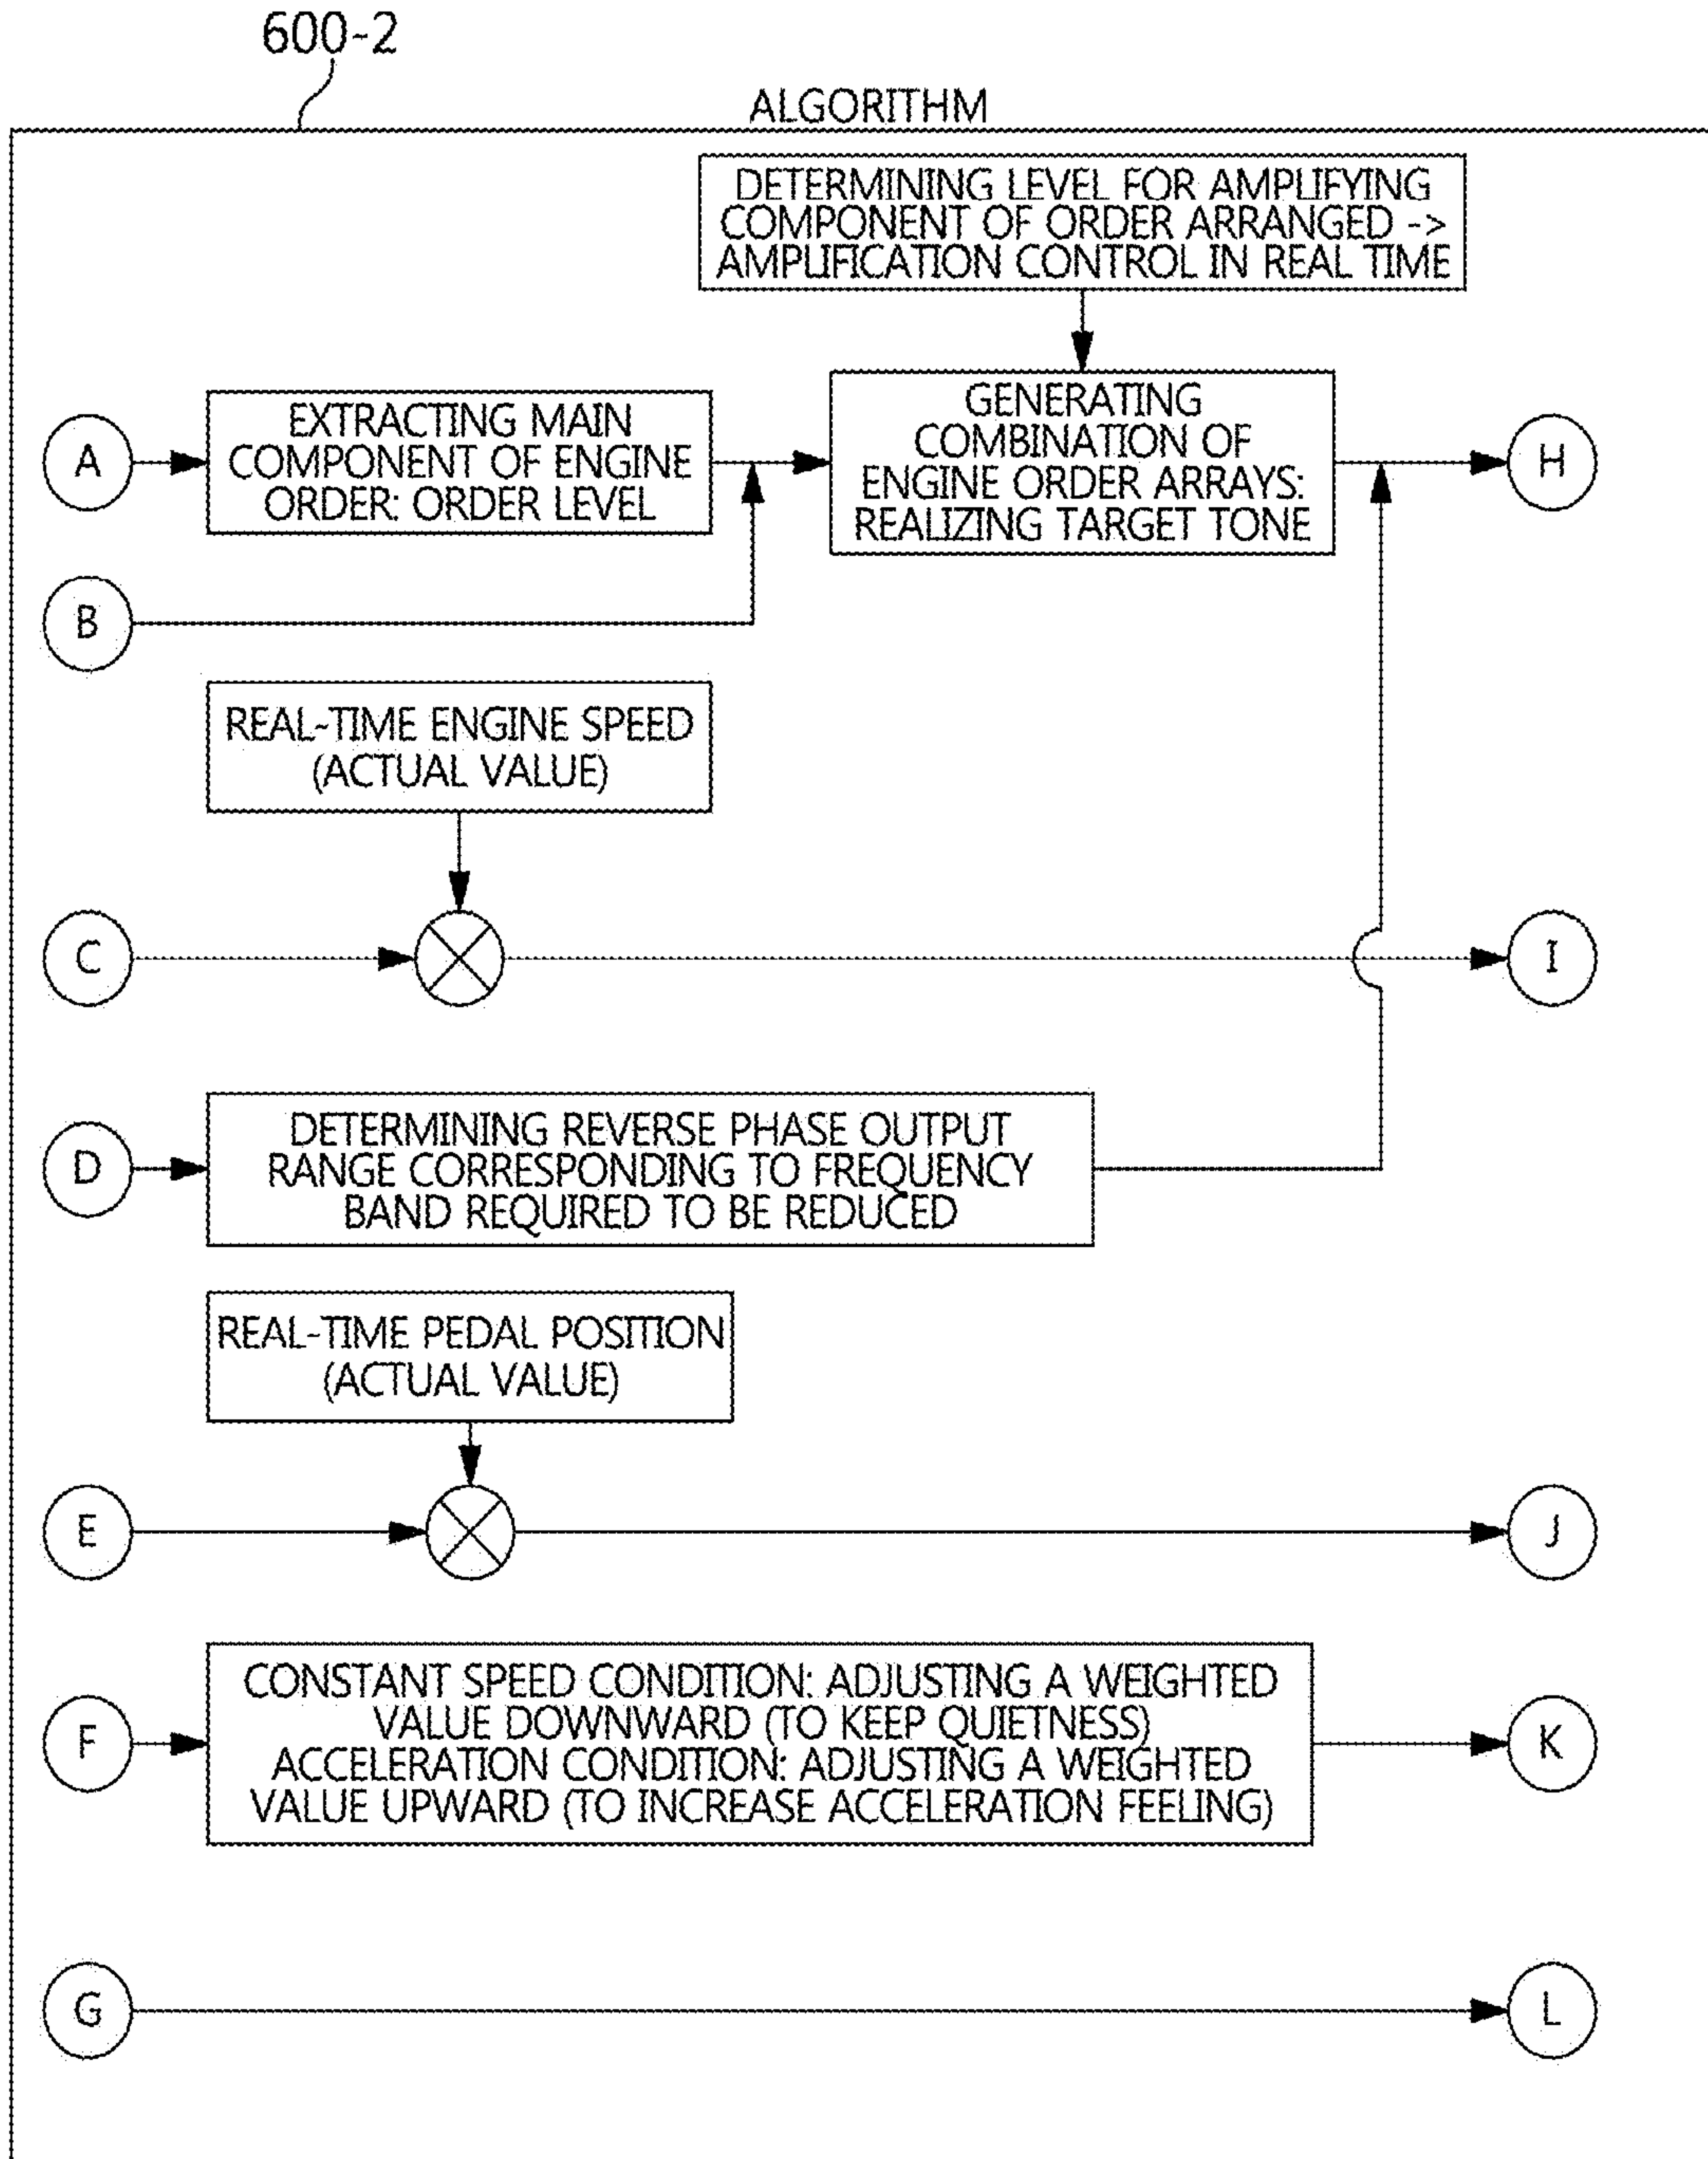 600-2
ALGORITHM
DETERMINING LEVEL FOR AMPLIFYING
COMPONENT OF ORDER ARRANGED ->
AMPLIFICATION CONTROL IN REAL TIME
A
EXTRACTING MAIN
COMPONENT OF ENGINE
ORDER: ORDER LEVEL
GENERATING
COMBINATION OF
ENGINE ORDER ARRAYS:
REALIZING TARGET TONE
H
B
REAL-TIME ENGINE SPEED
(ACTUAL VALUE)
C
I
D
DETERMINING REVERSE PHASE OUTPUT
RANGE CORRESPONDING TO FREQUENCY
BAND REQUIRED TO BE REDUCED
REAL-TIME PEDAL POSITION
(ACTUAL VALUE)
E
J
F
CONSTANT SPEED CONDITION: ADJUSTING A WEIGHTED
VALUE DOWNWARD (TO KEEP QUIETNESS)
ACCELERATION CONDITION: ADJUSTING A WEIGHTED
VALUE UPWARD (TO INCREASE ACCELERATION FEELING)
K
G
L